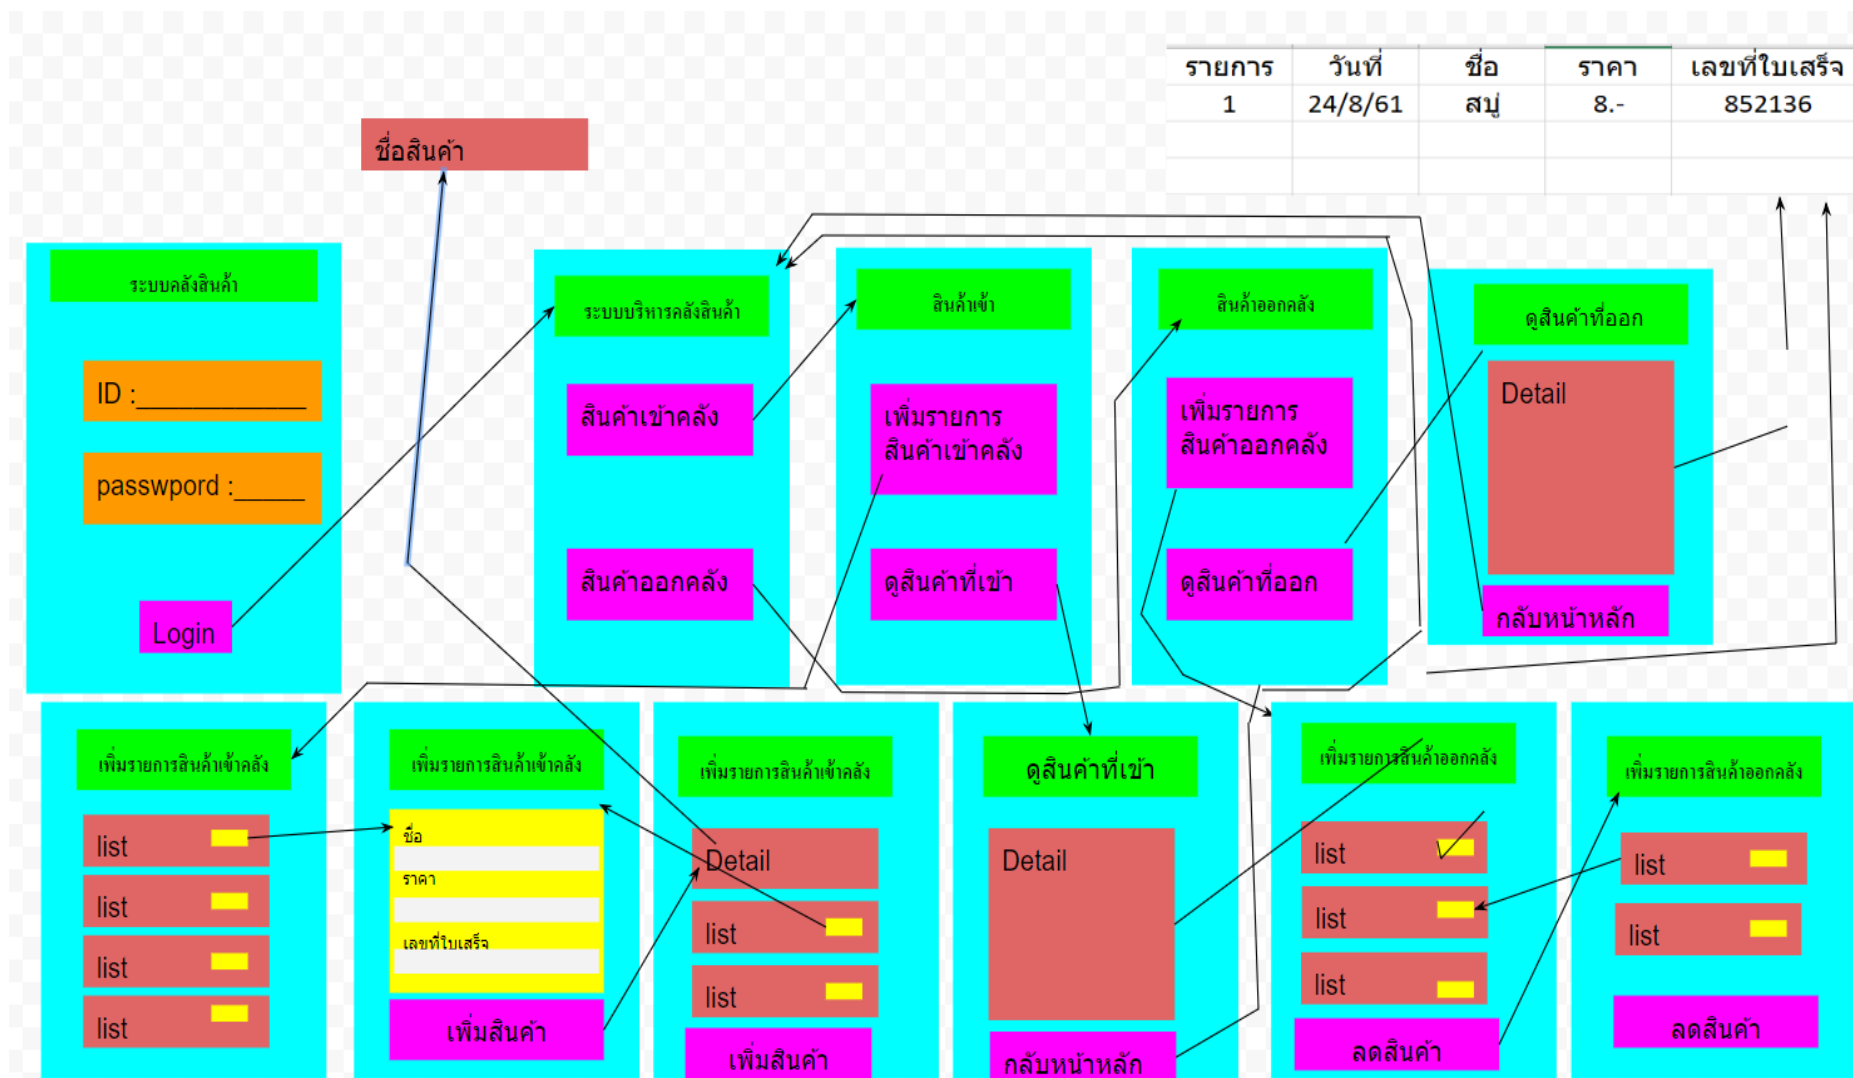 รายการ วันที่ ชื่อ ราคา เลขที่ใบเสร็จ
1 24/8/61 สบู่ 8.- 852136
ชื่อสินค้า
ระบบคลังสินค้า
ID :____________
passwpord :_____
Login
ระบบบริหารคลังสินค้า
สินค้าเข้าคลัง
สินค้าออกคลัง
สินค้าเข้า
เพิ่มรายการ
สินค้าเข้าคลัง
ดูสินค้าที่เข้า
สินค้าออกคลัง
เพิ่มรายการ
สินค้าออกคลัง
ดูสินค้าที่ออก
ดูสินค้าที่ออก
Detail
กลับหน้าหลัก
เพิ่มรายการสินค้าเข้าคลัง
list
list
list
list
เพิ่มรายการสินค้าเข้าคลัง
ชื่อ
ราคา
เลขที่ใบเสร็จ
เพิ่มสินค้า
เพิ่มรายการสินค้าเข้าคลัง
Detail
list
list
เพิ่มสินค้า
ดูสินค้าที่เข้า
Detail
กลับหน้าหลัก
เพิ่มรายการสินค้าออกคลัง
list
list
list
ลดสินค้า
เพิ่มรายการสินค้าออกคลัง
list
list
ลดสินค้า